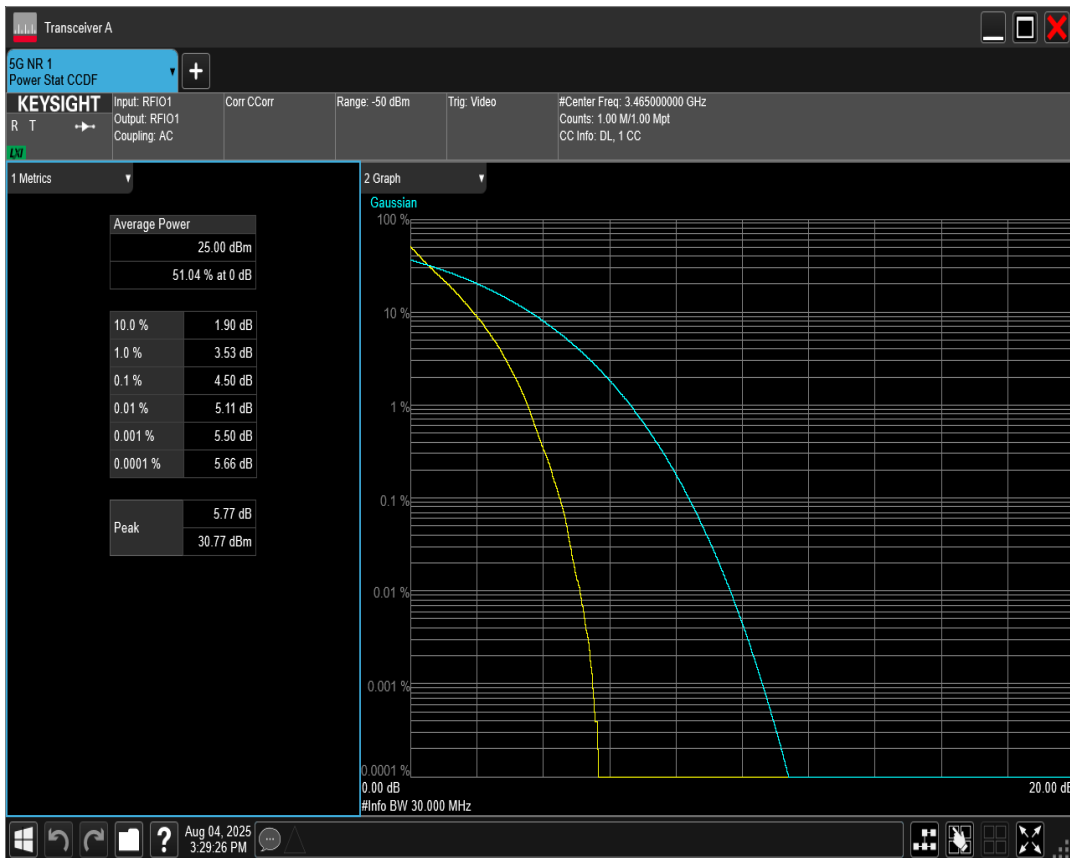 Transceiver A
5G NR 1
Power Stat CCDF
KEYSIGHT
R T
LXI
Input: RFIO1
Output: RFIO1
Coupling: AC
Corr CCorr
Range: -50 dBm
Trig: Video
#Center Freq: 3.465000000 GHz
Counts: 1.00 M/1.00 Mpt
CC Info: DL, 1 CC
1 Metrics
Average Power
25.00 dBm
51.04 % at 0 dB
10.0 % 1.90 dB
1.0 % 3.53 dB
0.1 % 4.50 dB
0.01 % 5.11 dB
0.001 % 5.50 dB
0.0001 % 5.66 dB
Peak
5.77 dB
30.77 dBm
2 Graph
Gaussian
100 %
10 %
1 %
0.1 %
0.01 %
0.001 %
0.0001 %
0.00 dB 20.00 dB
#Info BW 30.000 MHz
?
Aug 04, 2025
3:29:26 PM